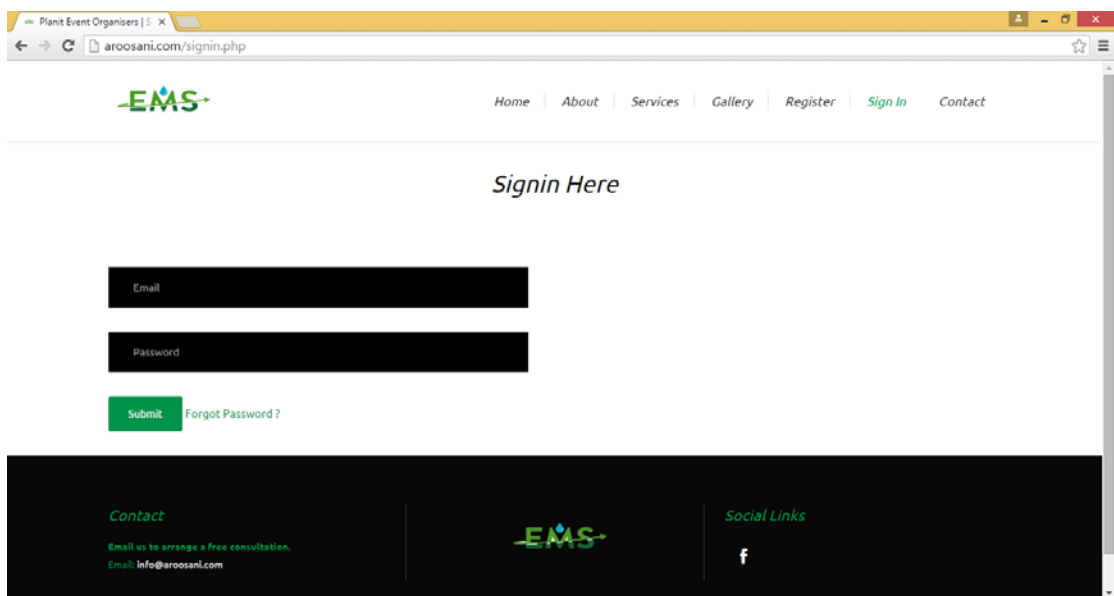 Planit Event Organisers | S
aroosani.com/signin.php
EMS
Home About Services Gallery Register Sign In Contact
Signin Here
Email
Password
Submit Forgot Password ?
Contact
Email us to arrange a free consultation.
Email: info@aroosani.com
EMS
Social Links
f